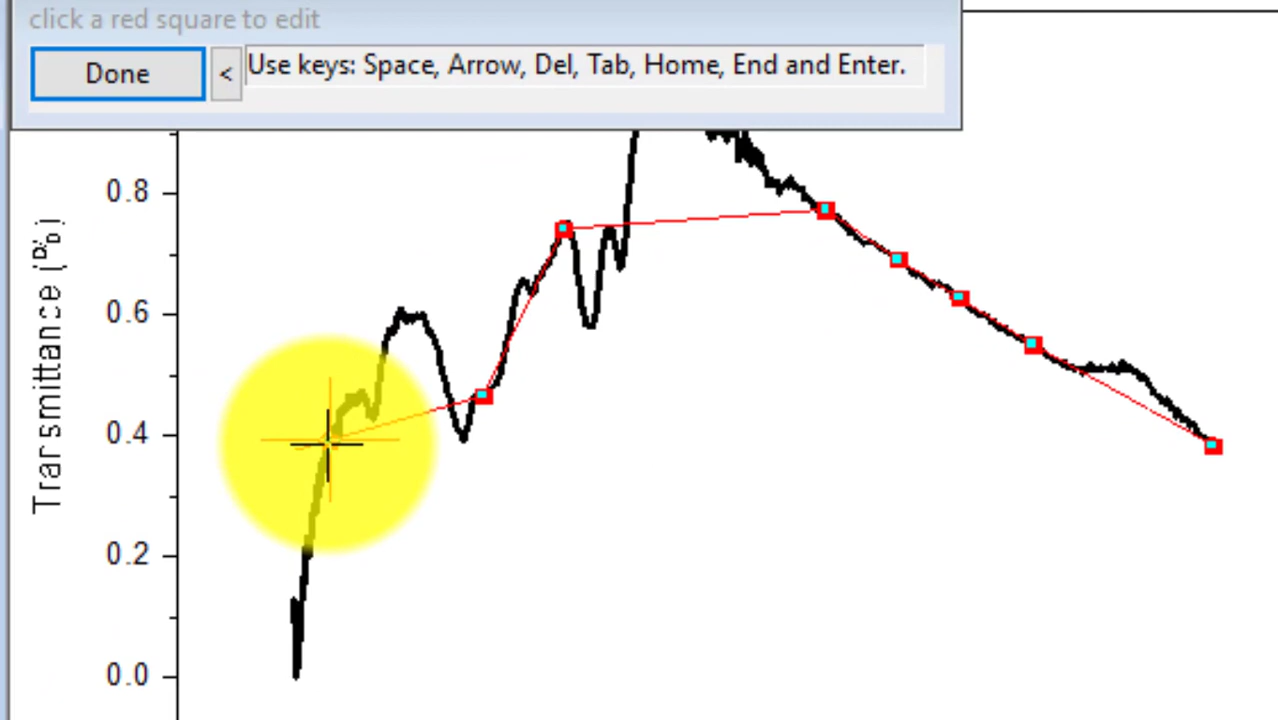 click a red square to edit
Done
<
Use keys: Space, Arrow, Del, Tab, Home, End and Enter.
0.8
0.6
0.4
0.2
0.0
Transmittance (%)